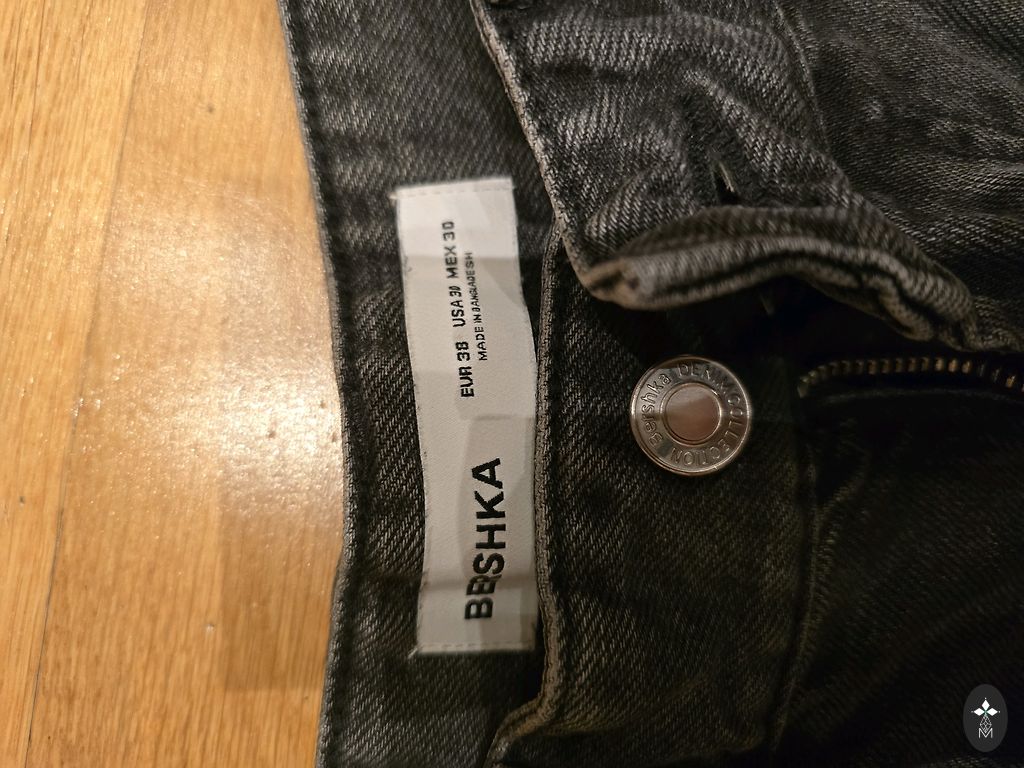 BERSHKA
EUR 38 USA 30 MEX 30
MADE IN BANGLADESH
Bershka DENIM COLLECTION
M